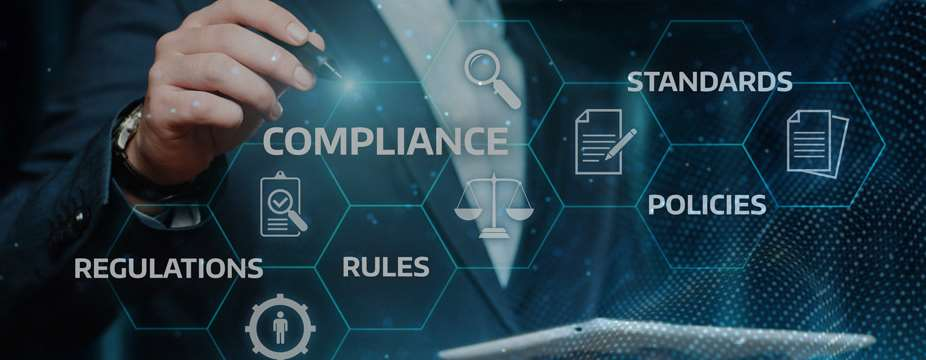 STANDARDS
COMPLIANCE
POLICIES
REGULATIONS
RULES